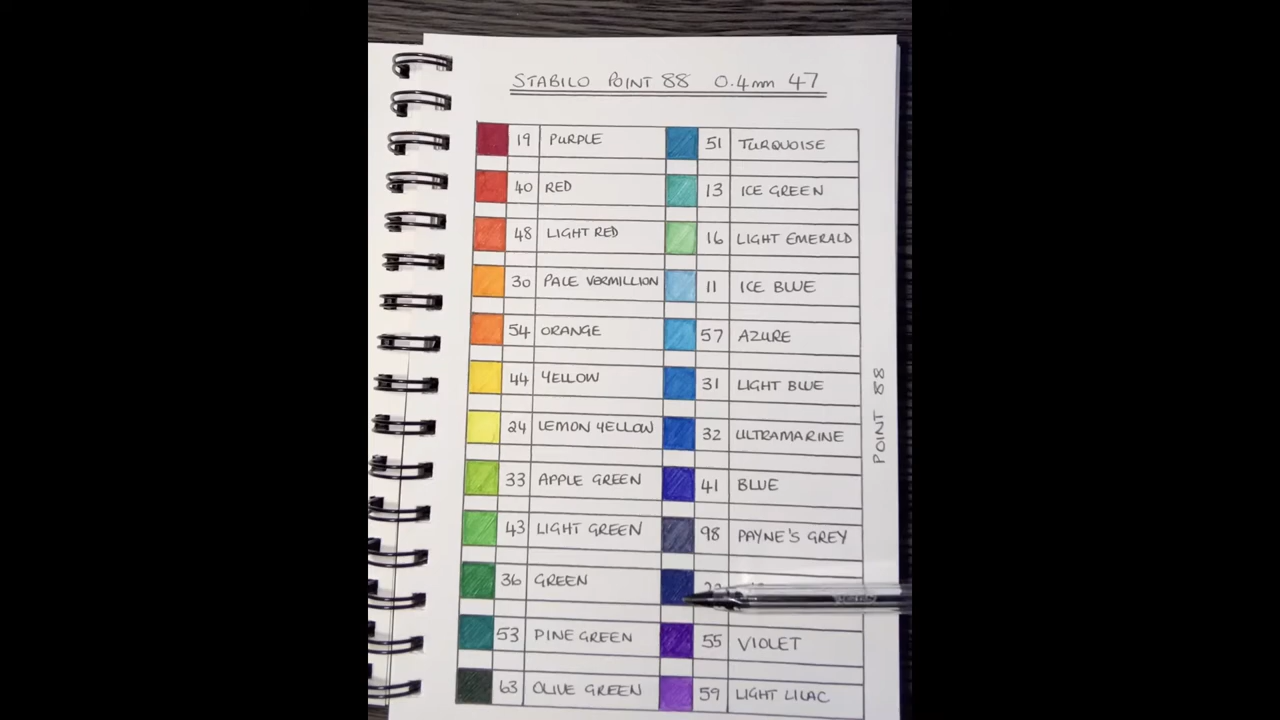 STABILO POINT 88 0.4mm 47
19 PURPLE 51 TURQUOISE
40 RED 13 ICE GREEN
48 LIGHT RED 16 LIGHT EMERALD
30 PALE VERMILLION 11 ICE BLUE
54 ORANGE 57 AZURE
44 YELLOW 31 LIGHT BLUE
24 LEMON YELLOW 32 ULTRAMARINE
33 APPLE GREEN 41 BLUE
43 LIGHT GREEN 98 PAYNE'S GREY
36 GREEN
53 PINE GREEN 55 VIOLET
63 OLIVE GREEN 59 LIGHT LILAC
POINT 88